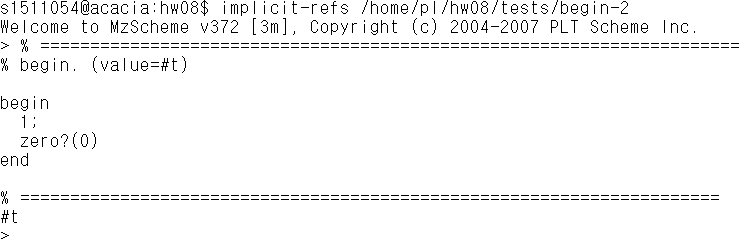 s1511054@acacia:hw08$ implicit-refs /home/pl/hw08/tests/begin-2
Welcome to MzScheme v372 [3m], Copyright (c) 2004-2007 PLT Scheme Inc.
> % ======================================================================
% begin. (value=#t)
begin
  1;
  zero?(0)
end
% ======================================================================
#t
>